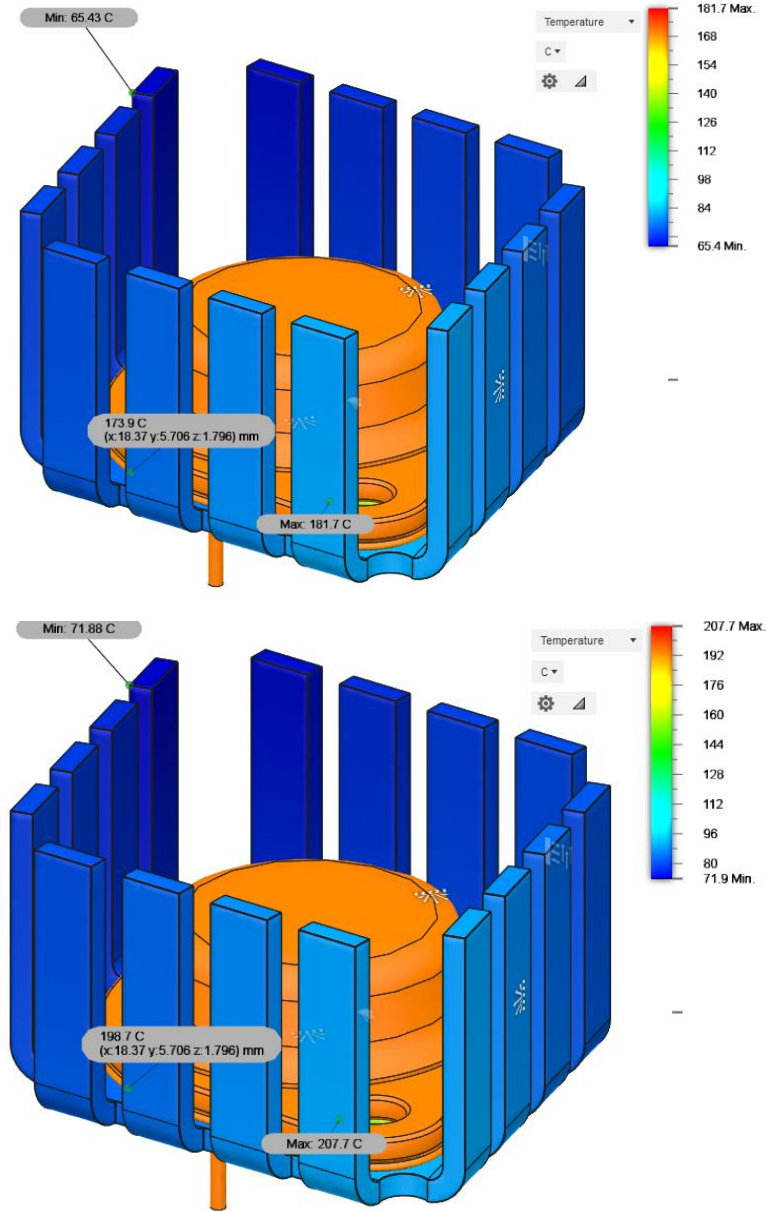 Min: 65.43 C
Temperature
C
181.7 Max.
168
154
140
126
112
98
84
65.4 Min.
173.9 C
(x:18.37 y:5.706 z:1.796) mm
Max: 181.7 C
Min: 71.88 C
Temperature
C
207.7 Max.
192
176
160
144
128
112
96
80
71.9 Min.
198.7 C
(x:18.37 y:5.706 z:1.796) mm
Max: 207.7 C